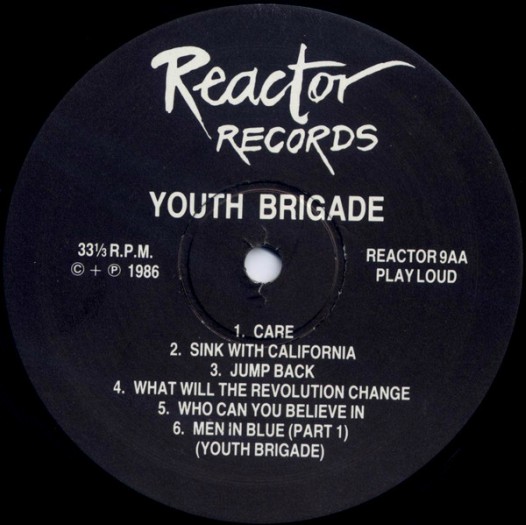 Reactor
RECORDS
YOUTH BRIGADE
33⅓ R.P.M.
© + ℗ 1986
REACTOR 9AA
PLAY LOUD
1. CARE
2. SINK WITH CALIFORNIA
3. JUMP BACK
4. WHAT WILL THE REVOLUTION CHANGE
5. WHO CAN YOU BELIEVE IN
6. MEN IN BLUE (PART 1)
(YOUTH BRIGADE)